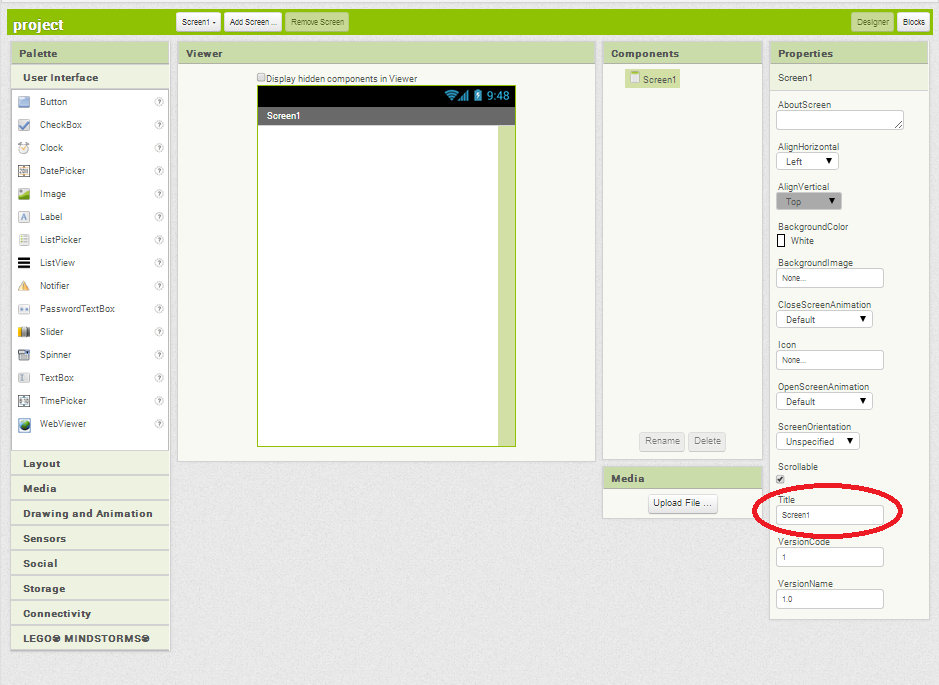 project
Screen1
Add Screen ...
Remove Screen
Designer
Blocks
Palette
User Interface
Button
?
CheckBox
?
Clock
?
DatePicker
?
Image
?
Label
?
ListPicker
?
ListView
?
Notifier
?
PasswordTextBox
?
Slider
?
Spinner
?
TextBox
?
TimePicker
?
WebViewer
?
Layout
Media
Drawing and Animation
Sensors
Social
Storage
Connectivity
LEGO® MINDSTORMS®
Viewer
Display hidden components in Viewer
9:48
Screen1
Components
Screen1
Rename
Delete
Media
Upload File ...
Properties
Screen1
AboutScreen
AlignHorizontal
Left
AlignVertical
Top
BackgroundColor
White
BackgroundImage
None...
CloseScreenAnimation
Default
Icon
None...
OpenScreenAnimation
Default
ScreenOrientation
Unspecified
Scrollable
Title
Screen1
VersionCode
1
VersionName
1.0